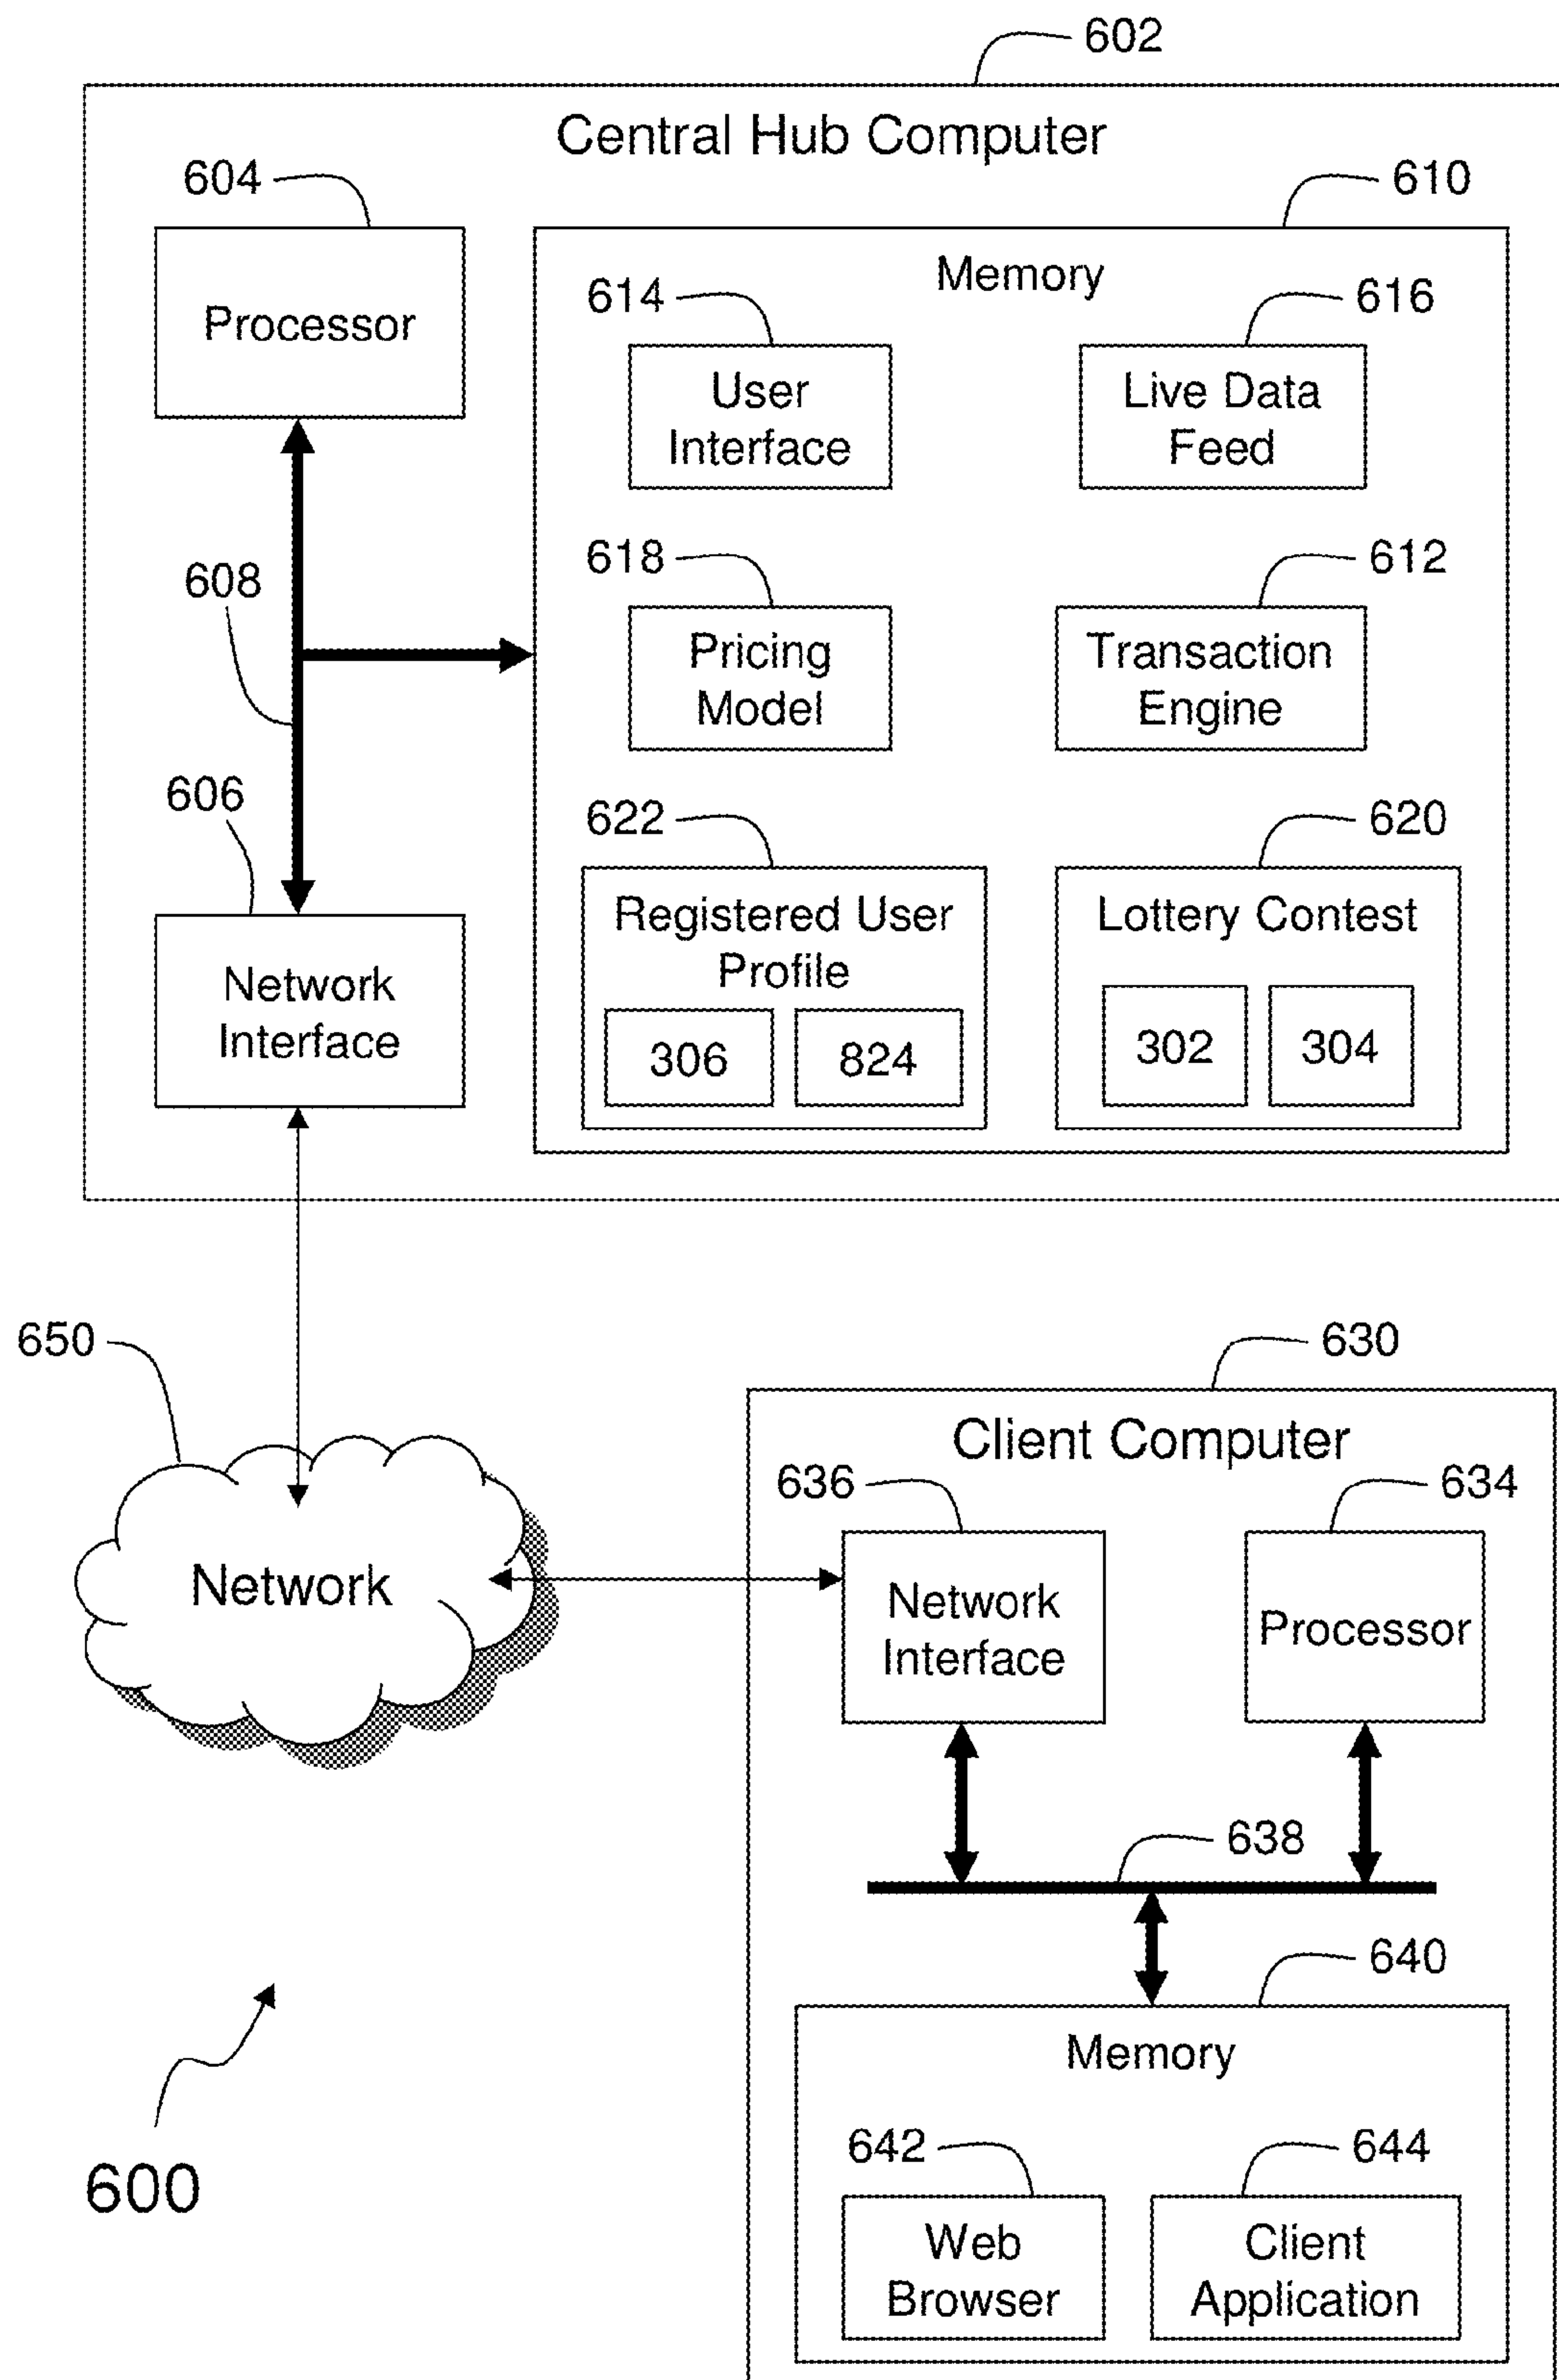 602
Central Hub Computer
604
610
Processor
Memory
614
616
User
Interface
Live Data
Feed
608
618
612
Pricing
Model
Transaction
Engine
606
622
620
Network
Interface
Registered User
Profile
306
824
Lottery Contest
302
304
650
630
Network
Client Computer
636
634
Network
Interface
Processor
638
640
Memory
642
644
Web
Browser
Client
Application
600